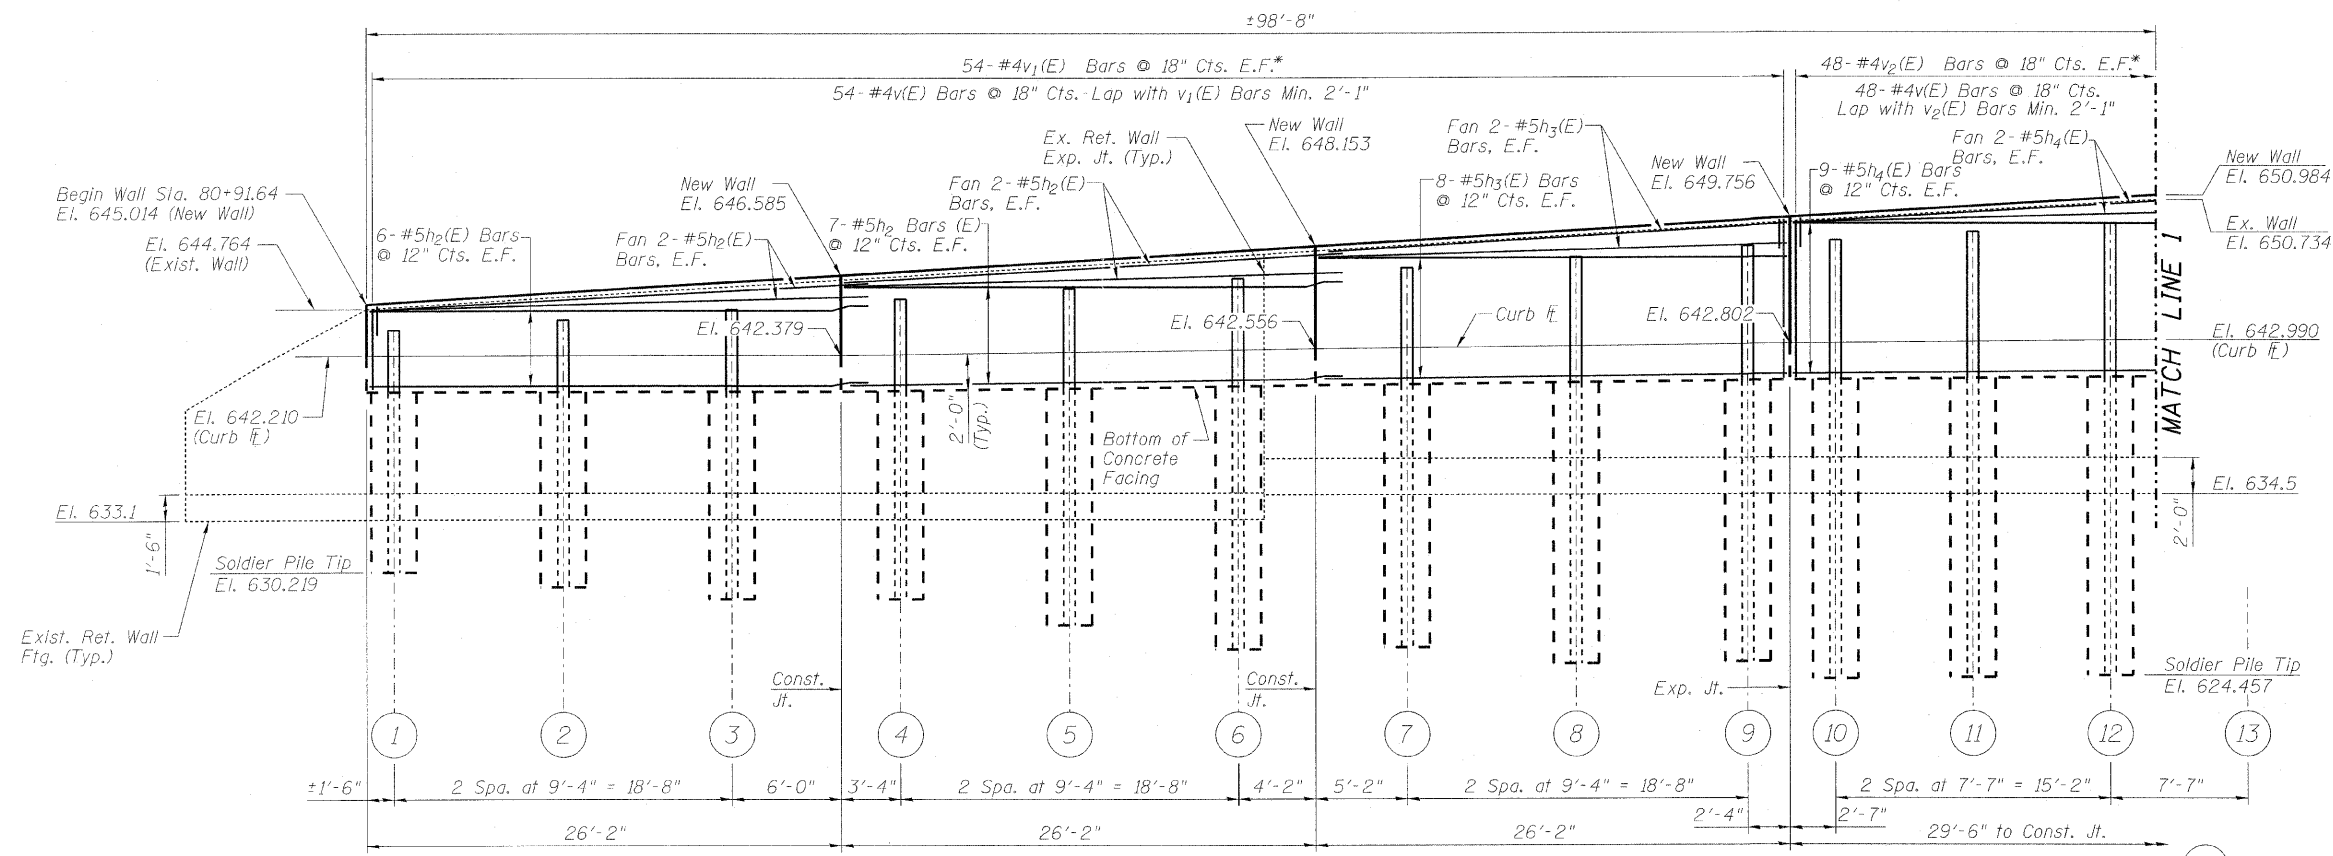 ±98'-8"
54-#4v1(E) Bars @ 18" Cts. E.F.*
48-#4v2(E) Bars @ 18" Cts. E.F.*
54-#4v(E) Bars @ 18" Cts. Lap with v1(E) Bars Min. 2'-1"
48-#4v(E) Bars @ 18" Cts.
Lap with v2(E) Bars Min. 2'-1"
Begin Wall Sta. 80+91.64
El. 645.014 (New Wall)
El. 644.764
(Exist. Wall)
6-#5h2(E) Bars
@ 12" Cts. E.F.
Fan 2-#5h2(E)
Bars, E.F.
New Wall
El. 646.585
7-#5h2 Bars (E)
@ 12" Cts. E.F.
Fan 2-#5h2(E)
Bars, E.F.
Ex. Ret. Wall
Exp. Jt. (Typ.)
New Wall
El. 648.153
Fan 2-#5h3(E)
Bars, E.F.
8-#5h3(E) Bars
@ 12" Cts. E.F.
New Wall
El. 649.756
9-#5h4(E) Bars
@ 12" Cts. E.F.
Fan 2-#5h4(E)
Bars, E.F.
New Wall
El. 650.984
Ex. Wall
El. 650.734
MATCH LINE 1
El. 642.379
El. 642.556
Curb ℄
El. 642.802
El. 642.990
(Curb ℄)
El. 642.210
(Curb ℄)
2'-0"
(Typ.)
Bottom of
Concrete
Facing
El. 633.1
1'-6"
El. 634.5
2'-0"
Soldier Pile Tip
El. 630.219
Exist. Ret. Wall
Ftg. (Typ.)
Const.
Jt.
Const.
Jt.
Exp. Jt.
Soldier Pile Tip
El. 624.457
1 2 3 4 5 6 7 8 9 10 11 12 13
±1'-6" 2 Spa. at 9'-4" = 18'-8" 6'-0" 3'-4" 2 Spa. at 9'-4" = 18'-8" 4'-2" 5'-2" 2 Spa. at 9'-4" = 18'-8" 2 Spa. at 7'-7" = 15'-2" 7'-7"
2'-4" 2'-7"
26'-2" 26'-2" 26'-2" 29'-6" to Const. Jt.